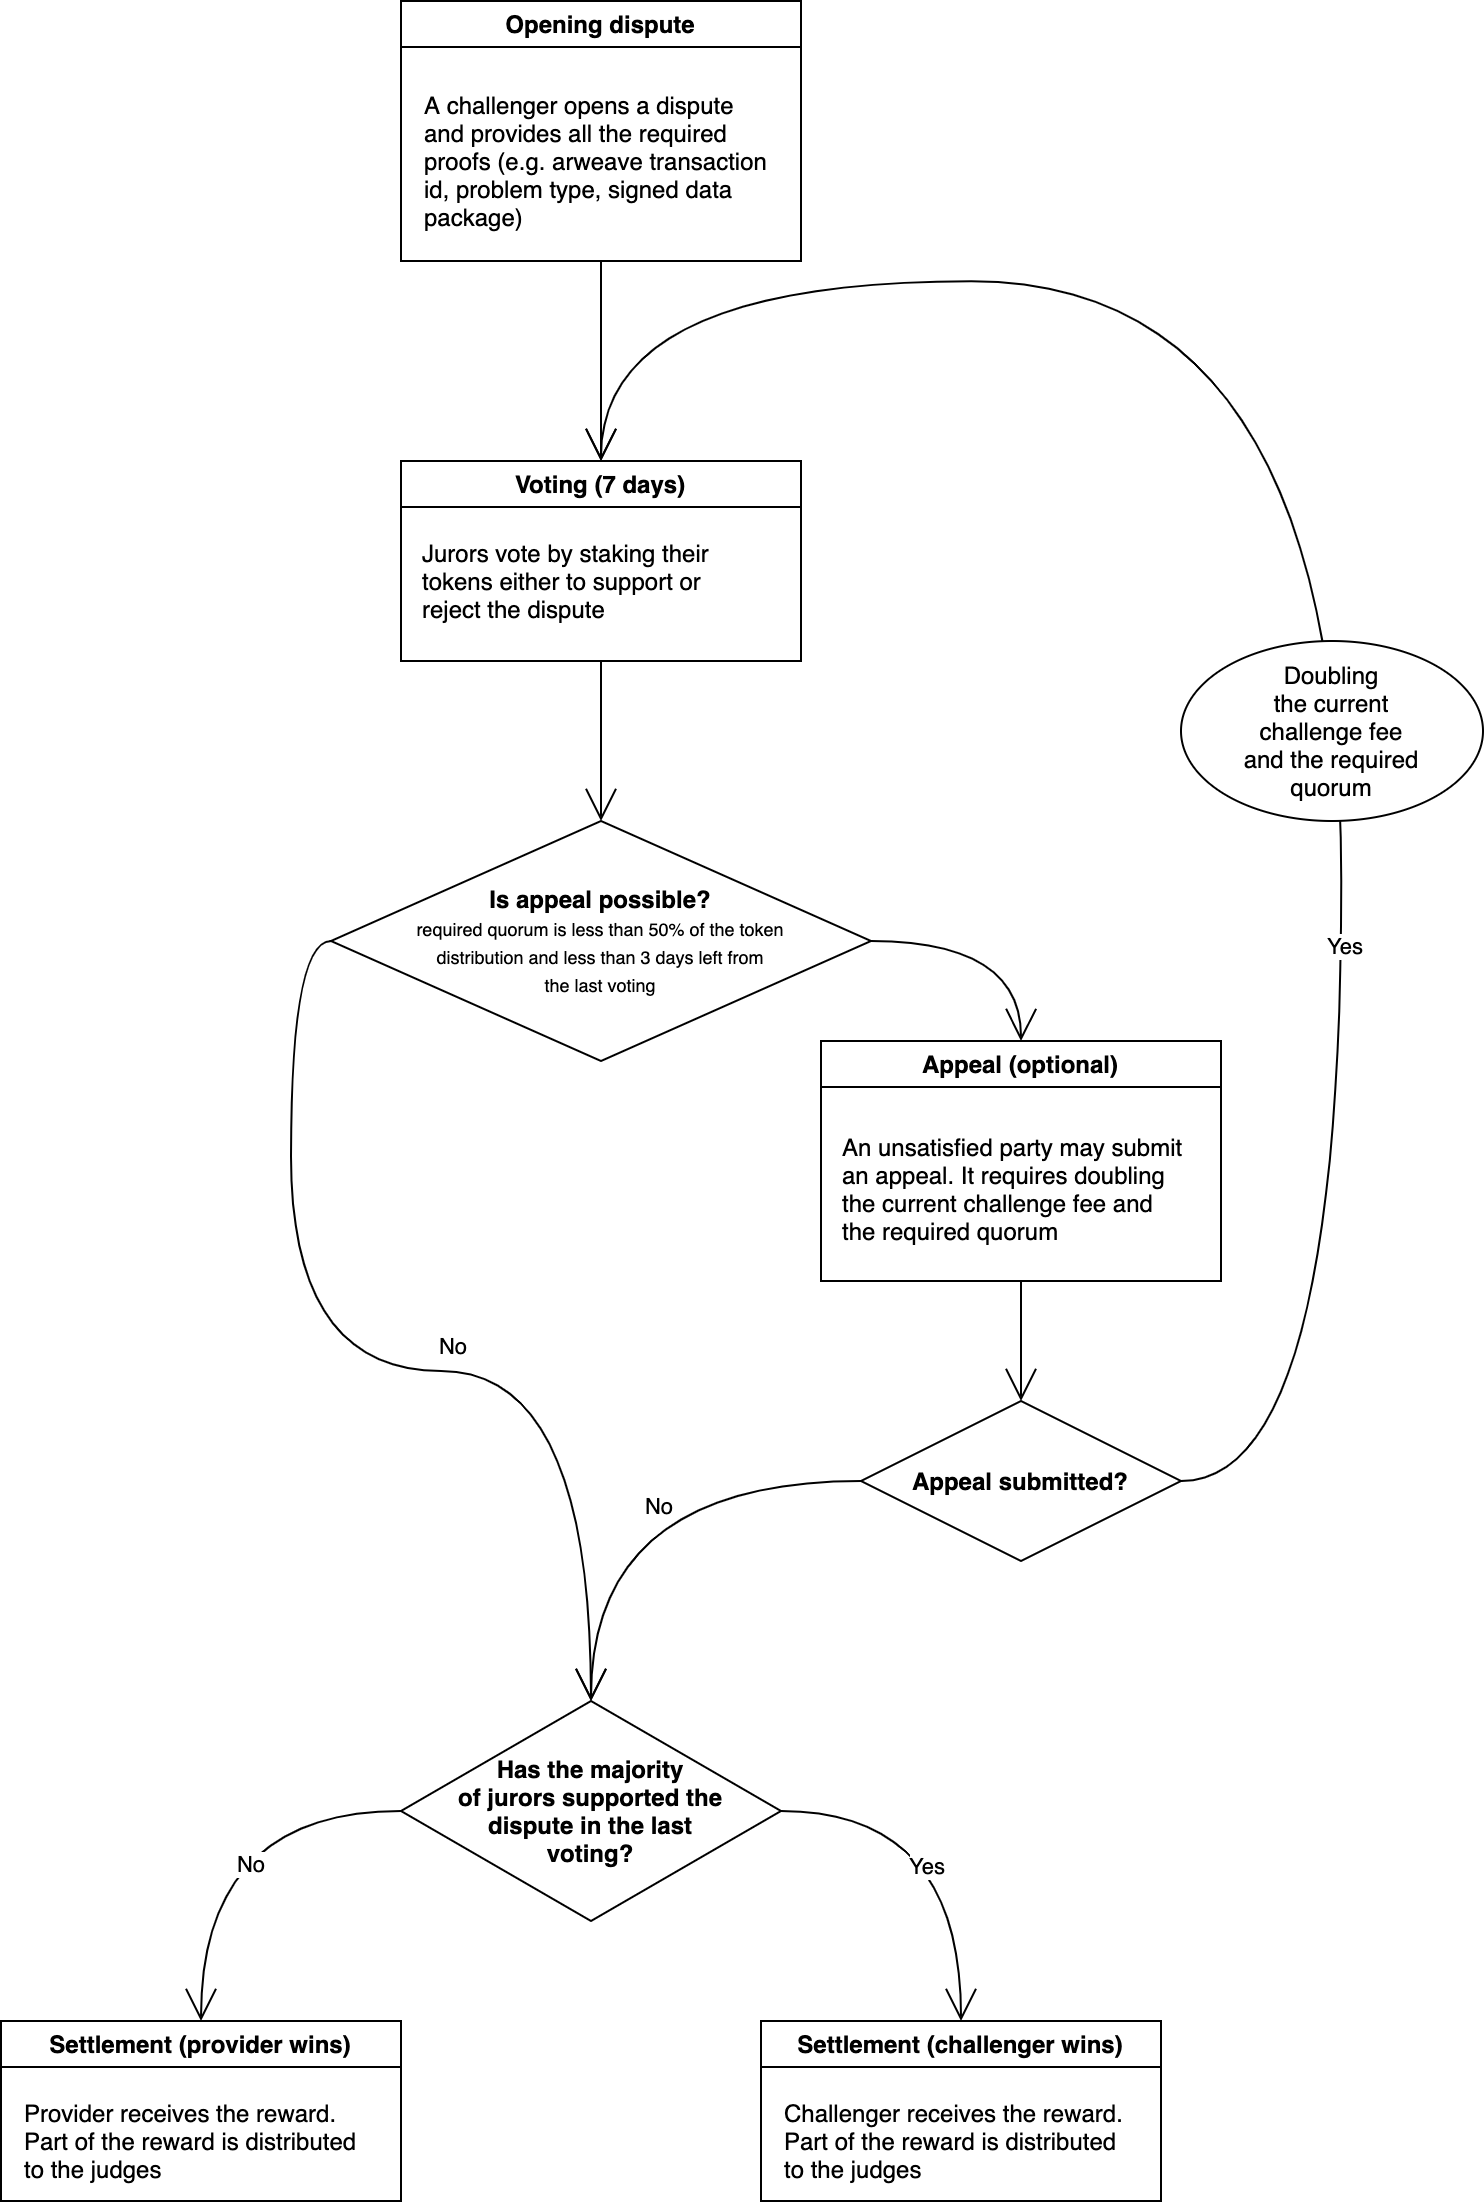 Opening dispute
A challenger opens a dispute
and provides all the required
proofs (e.g. arweave transaction
id, problem type, signed data
package)
Voting (7 days)
Jurors vote by staking their
tokens either to support or
reject the dispute
Doubling
the current
challenge fee
and the required
quorum
Is appeal possible?
required quorum is less than 50% of the token
distribution and less than 3 days left from
the last voting
Yes
Appeal (optional)
An unsatisfied party may submit
an appeal. It requires doubling
the current challenge fee and
the required quorum
No
Appeal submitted?
No
Has the majority
of jurors supported the
dispute in the last
voting?
No
Yes
Settlement (provider wins)
Provider receives the reward.
Part of the reward is distributed
to the judges
Settlement (challenger wins)
Challenger receives the reward.
Part of the reward is distributed
to the judges